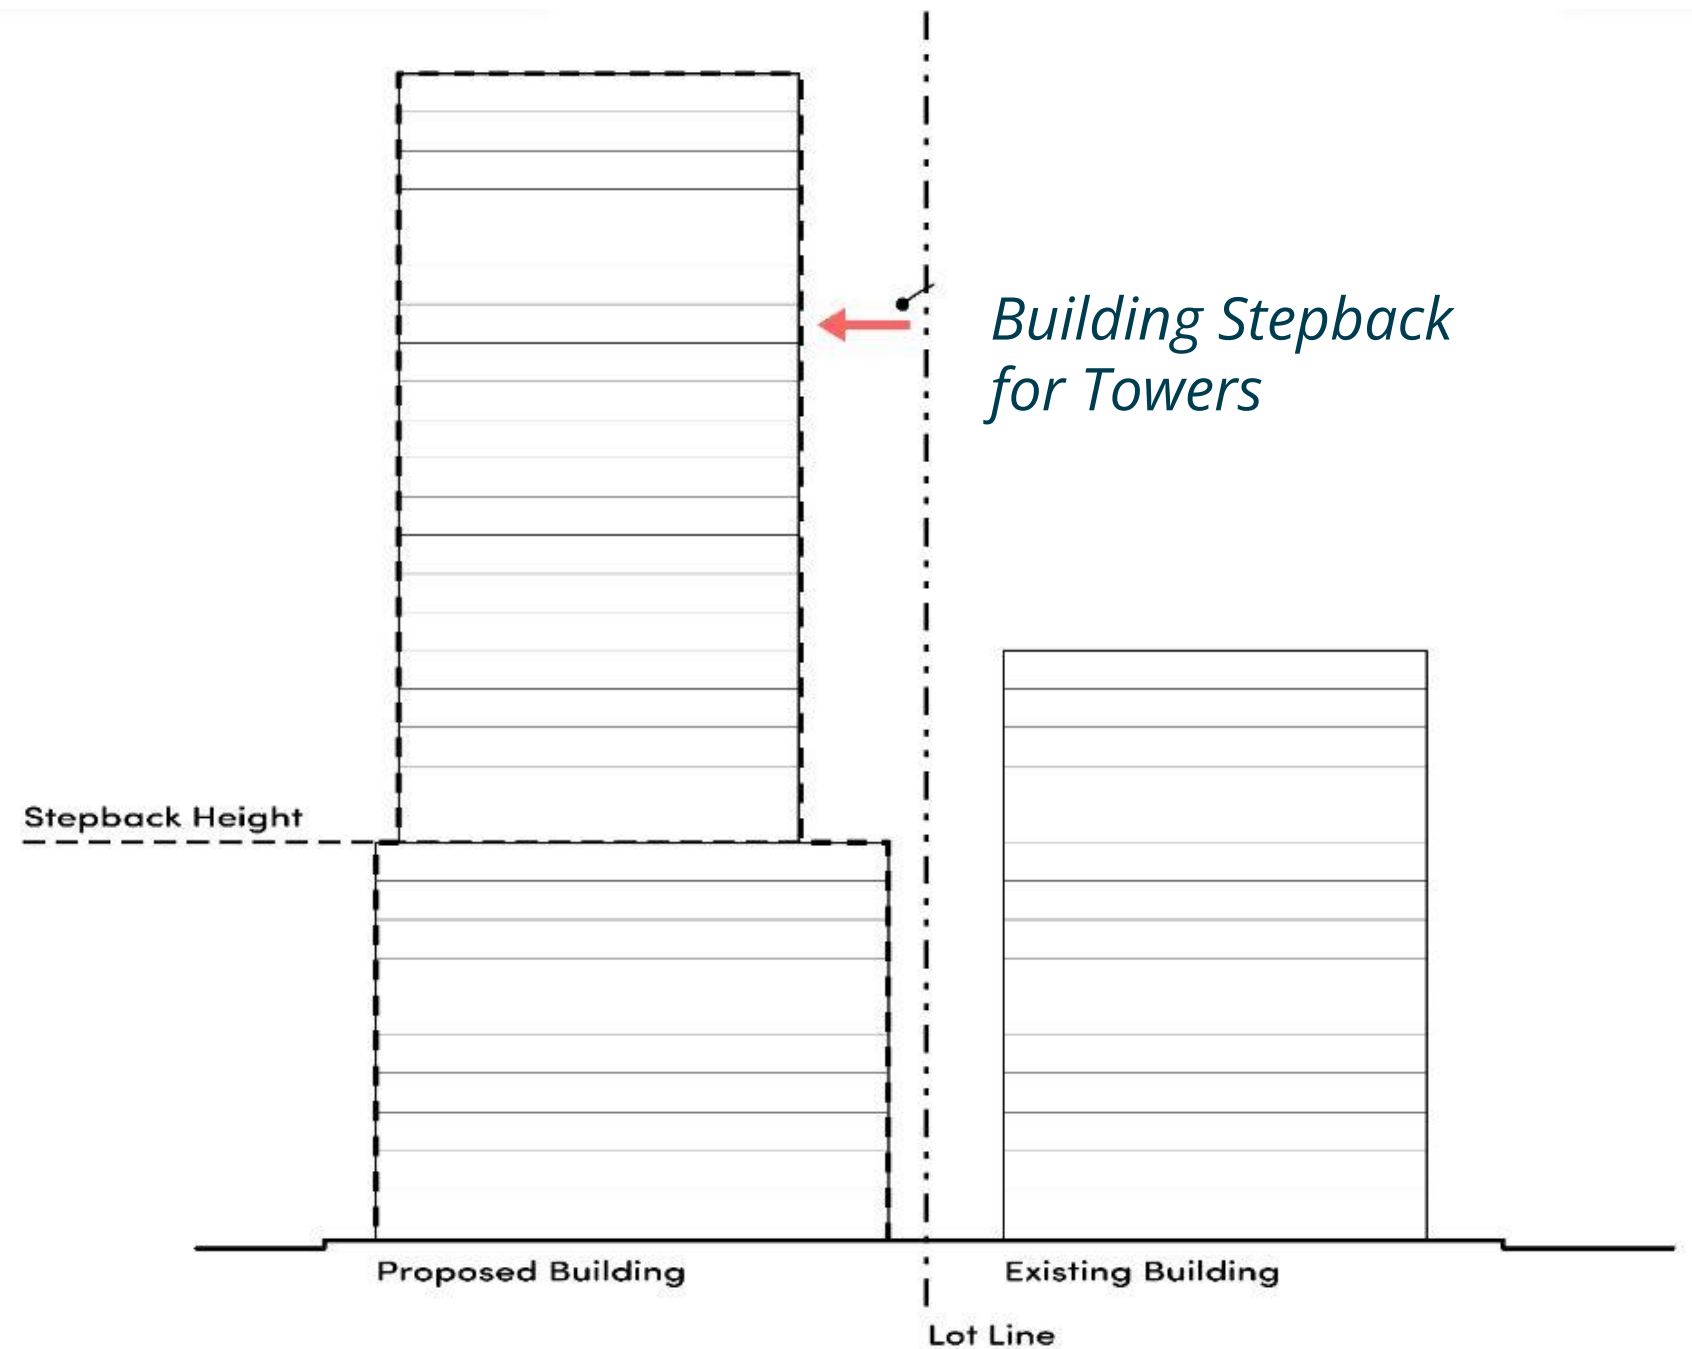 Building Stepback
for Towers
Stepback Height
Proposed Building
Existing Building
Lot Line